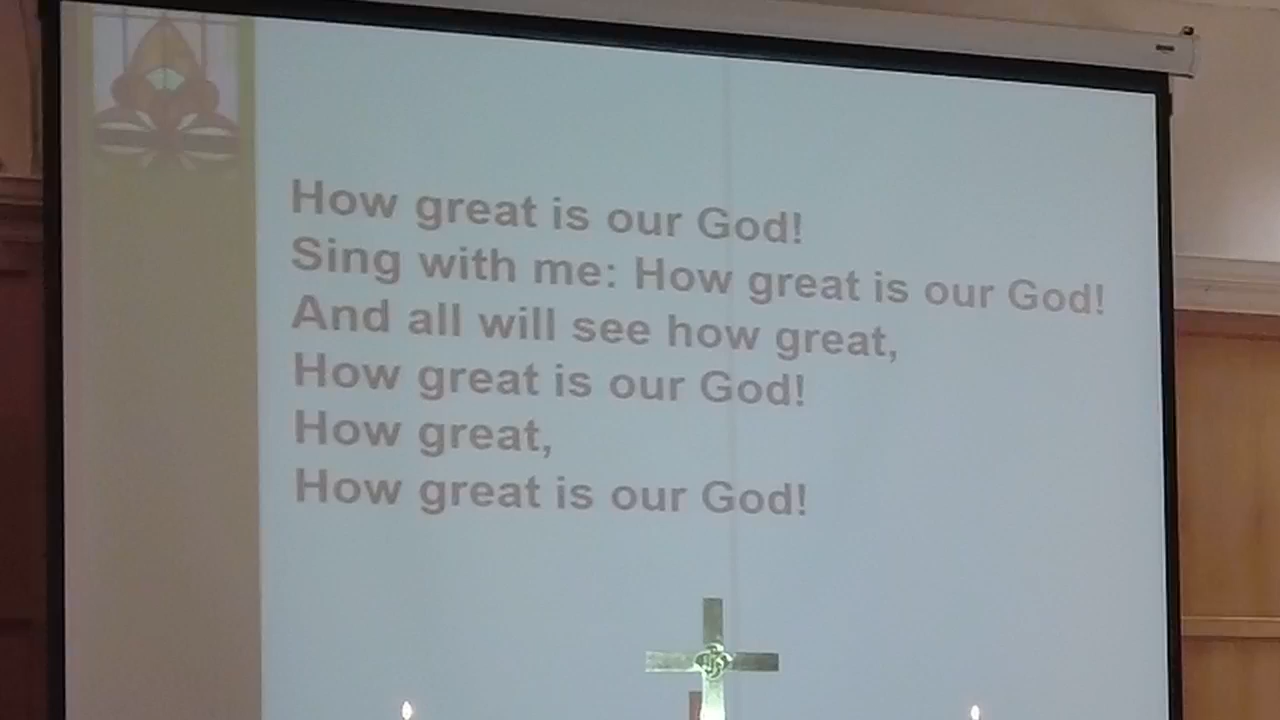 How great is our God!
Sing with me: How great is our God!
And all will see how great,
How great is our God!
How great,
How great is our God!